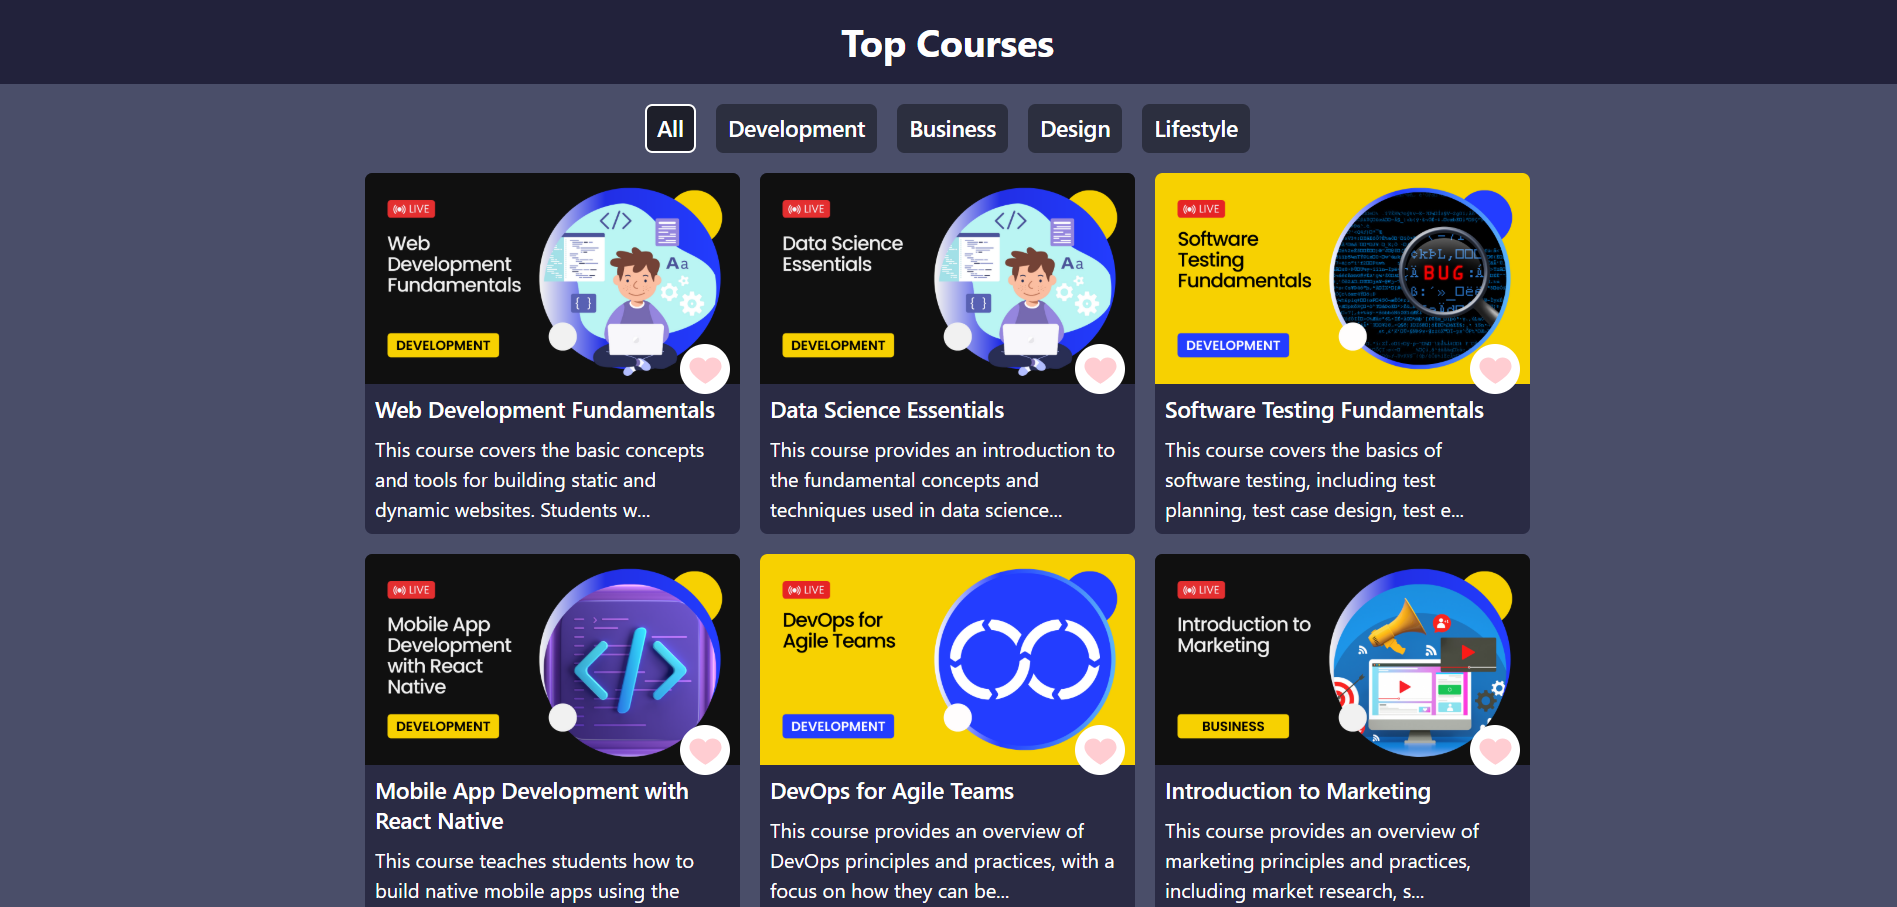 Top Courses
All
Development
Business
Design
Lifestyle
LIVE
Web
Development
Fundamentals
</>
Aa
{ }
DEVELOPMENT
Web Development Fundamentals
This course covers the basic concepts
and tools for building static and
dynamic websites. Students w...
LIVE
Data Science
Essentials
</>
Aa
{ }
DEVELOPMENT
Data Science Essentials
This course provides an introduction to
the fundamental concepts and
techniques used in data science...
LIVE
Software
Testing
Fundamentals
BUG
DEVELOPMENT
Software Testing Fundamentals
This course covers the basics of
software testing, including test
planning, test case design, test e...
LIVE
Mobile App
Development
with React
Native
</>
DEVELOPMENT
Mobile App Development with
React Native
This course teaches students how to
build native mobile apps using the
LIVE
DevOps for
Agile Teams
DEVELOPMENT
DevOps for Agile Teams
This course provides an overview of
DevOps principles and practices, with a
focus on how they can be...
LIVE
Introduction to
Marketing
BUSINESS
Introduction to Marketing
This course provides an overview of
marketing principles and practices,
including market research, s...